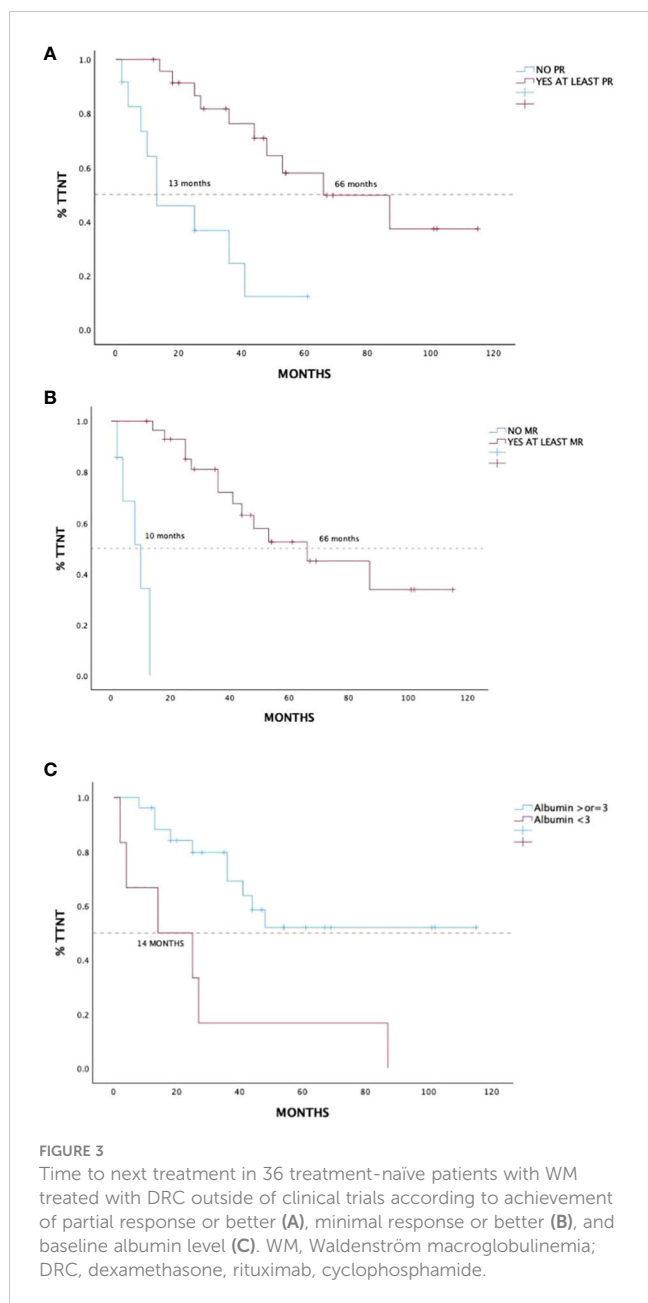 A
1.0
0.8
0.6
0.4
0.2
0.0
% TTNT
NO PR
YES AT LEAST PR
13 months
66 months
0 20 40 60 80 100 120
MONTHS
B
1.0
0.8
0.6
0.4
0.2
0.0
% TTNT
NO MR
YES AT LEAST MR
10 months
66 months
0 20 40 60 80 100 120
MONTHS
C
1.0
0.8
0.6
0.4
0.2
0.0
% TTNT
Albumin >or=3
Albumin <3
14 MONTHS
0 20 40 60 80 100 120
MONTHS
FIGURE 3
Time to next treatment in 36 treatment-naïve patients with WM
treated with DRC outside of clinical trials according to achievement
of partial response or better (A), minimal response or better (B), and
baseline albumin level (C). WM, Waldenström macroglobulinemia;
DRC, dexamethasone, rituximab, cyclophosphamide.